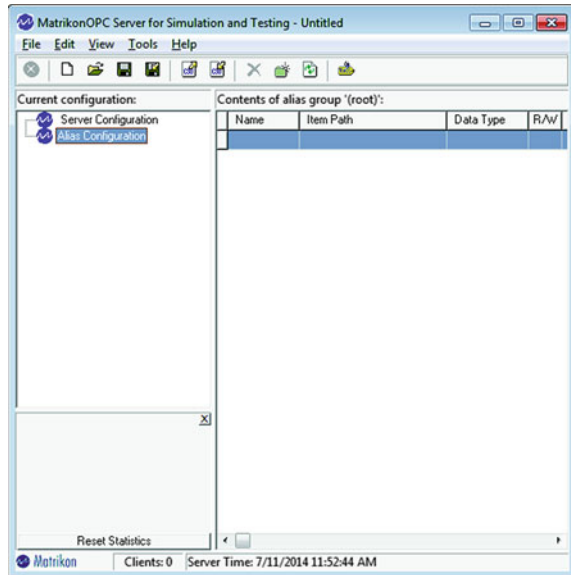 MatrikonOPC Server for Simulation and Testing - Untitled
File Edit View Tools Help
Current configuration:
Contents of alias group '(root)':
Server Configuration
Alias Configuration
Name Item Path Data Type R/W
X
Reset Statistics
Matrikon Clients: 0 Server Time: 7/11/2014 11:52:44 AM